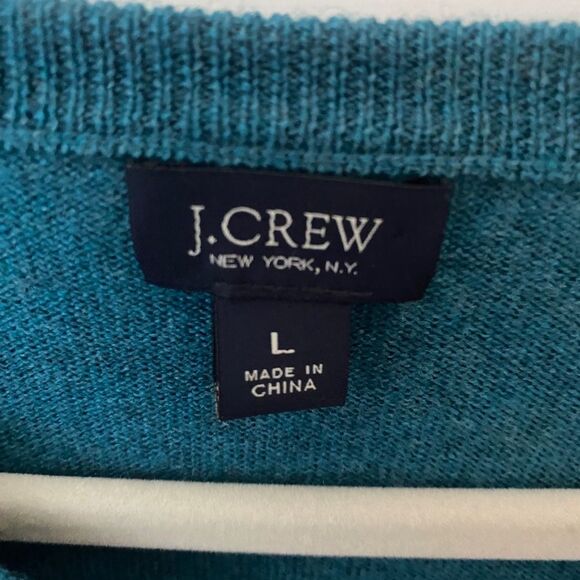 J.CREW
NEW YORK, N.Y.
L
MADE IN
CHINA